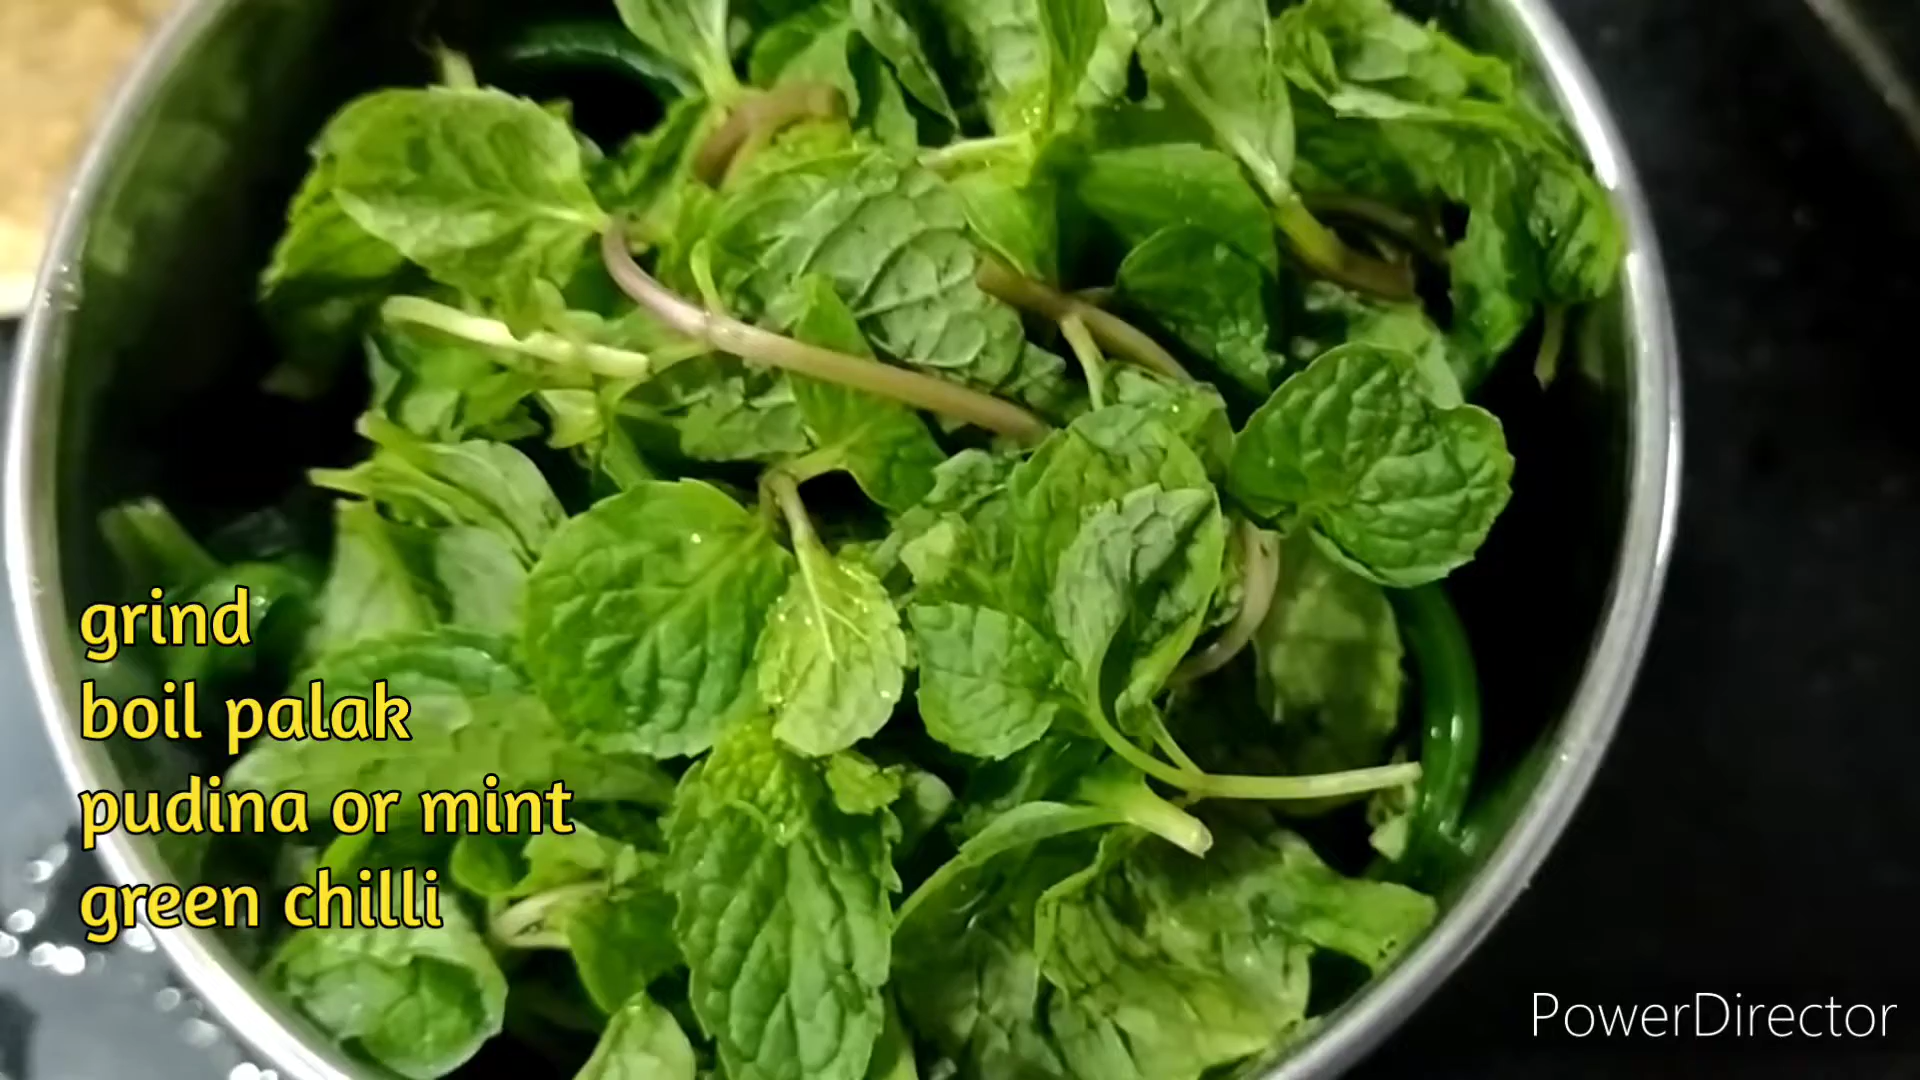 grind
boil palak
pudina or mint
green chilli
PowerDirector